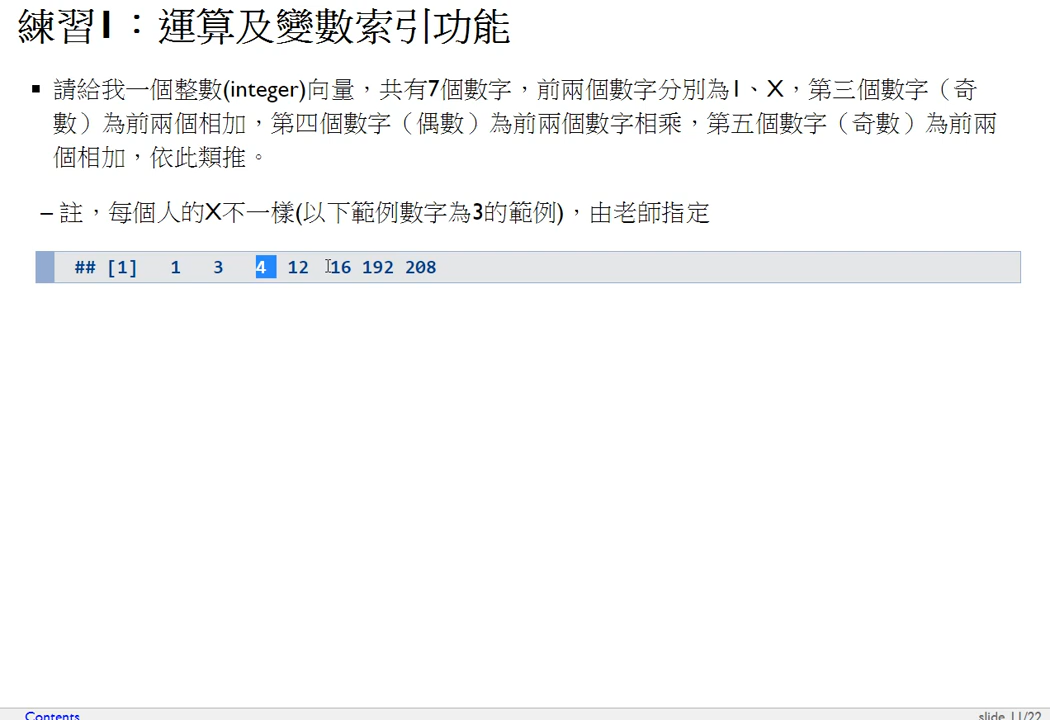 練習1：運算及變數索引功能
▪ 請給我一個整數(integer)向量，共有7個數字，前兩個數字分別為1、X，第三個數字（奇
數）為前兩個相加，第四個數字（偶數）為前兩個數字相乘，第五個數字（奇數）為前兩
個相加，依此類推。
– 註，每個人的X不一樣(以下範例數字為3的範例)，由老師指定
## [1] 1 3 4 12 16 192 208
Contents
slide 11/22